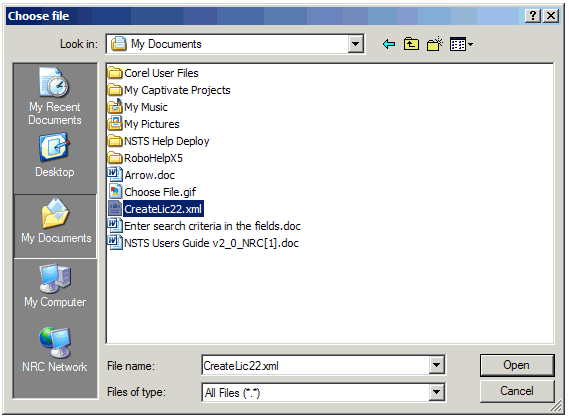 Choose file
Look in:
My Documents
My Recent
Documents
Desktop
My Documents
My Computer
NRC Network
Corel User Files
My Captivate Projects
My Music
My Pictures
NSTS Help Deploy
RoboHelpX5
Arrow.doc
Choose File.gif
CreateLic22.xml
Enter search criteria in the fields.doc
NSTS Users Guide v2_0_NRC[1].doc
File name:
CreateLic22.xml
Open
Files of type:
All Files (*.*)
Cancel